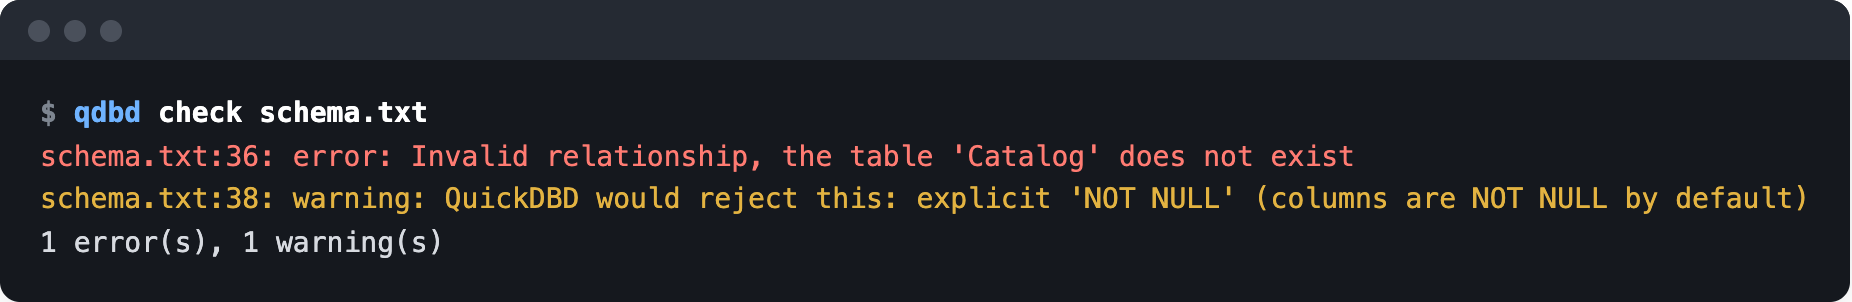 $ qdbd check schema.txt
schema.txt:36: error: Invalid relationship, the table 'Catalog' does not exist
schema.txt:38: warning: QuickDBD would reject this: explicit 'NOT NULL' (columns are NOT NULL by default)
1 error(s), 1 warning(s)